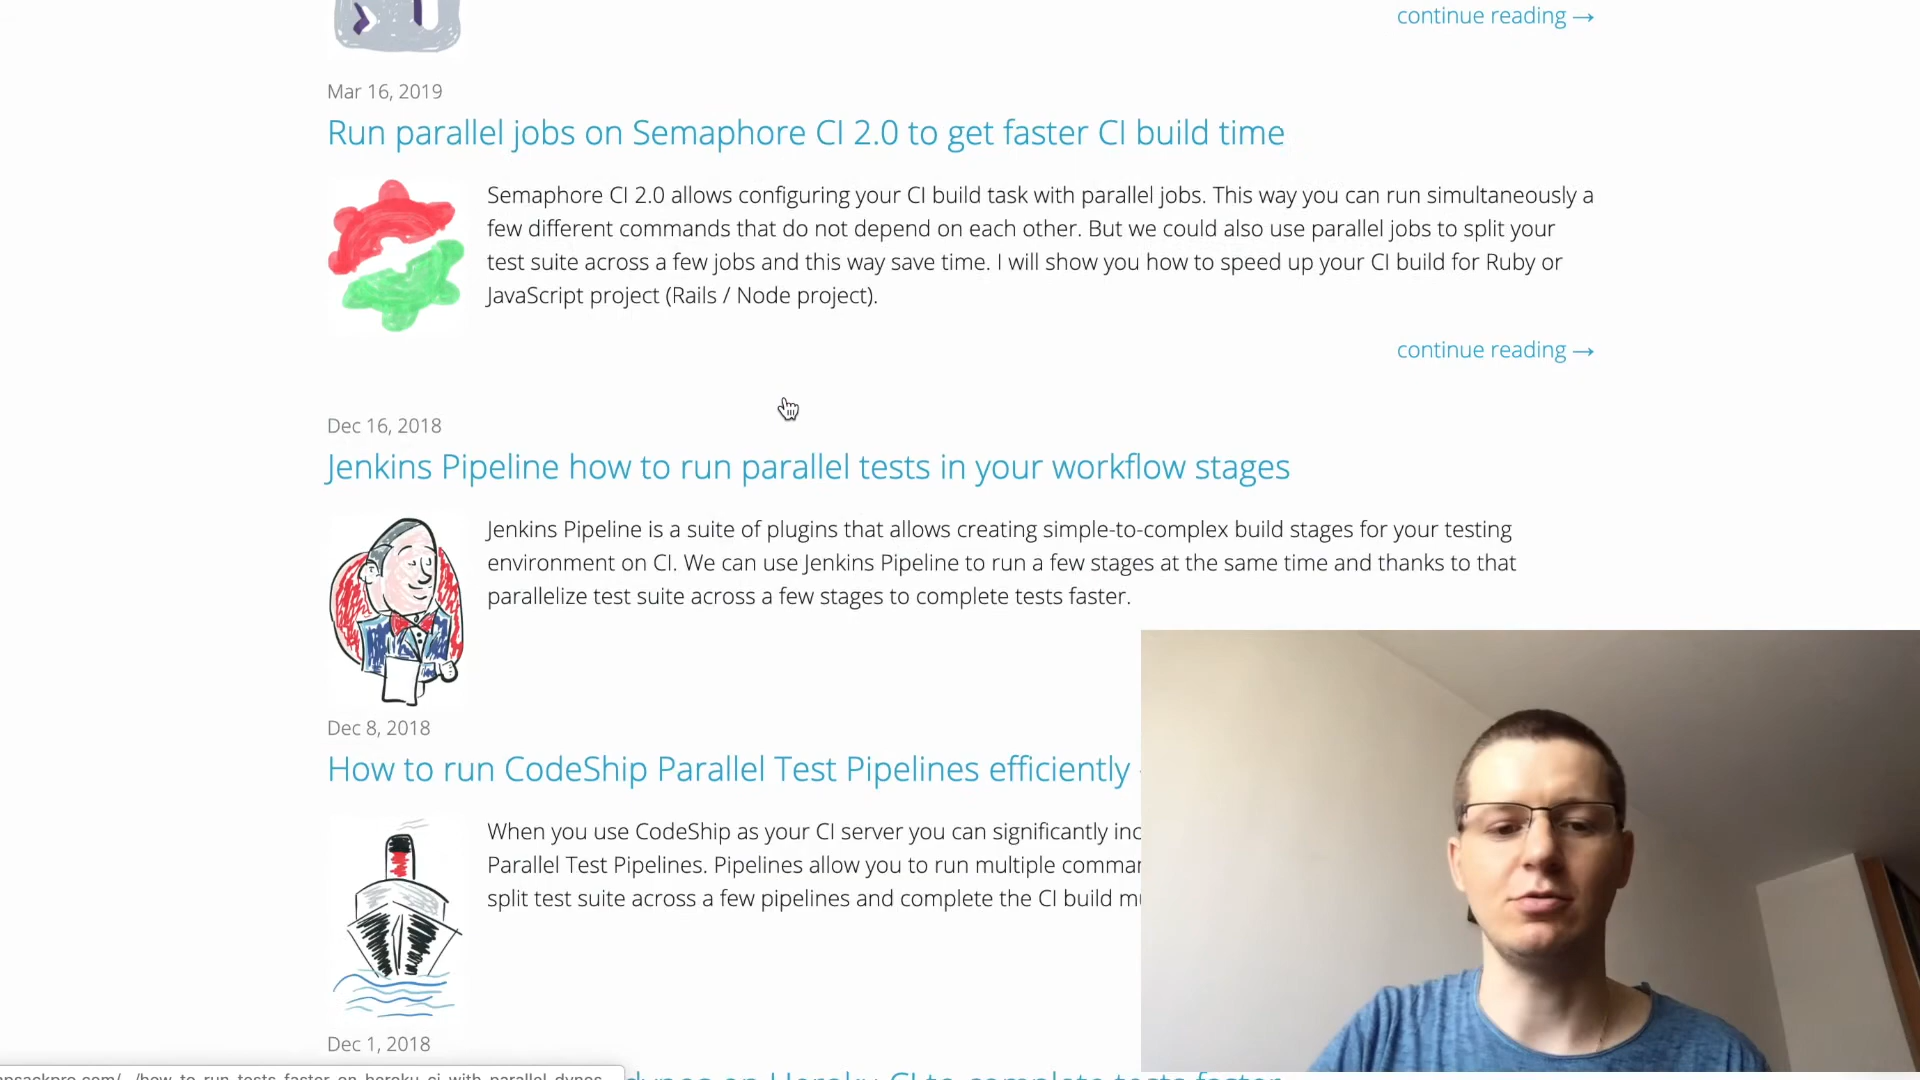 continue reading →
Mar 16, 2019
Run parallel jobs on Semaphore CI 2.0 to get faster CI build time
Semaphore CI 2.0 allows configuring your CI build task with parallel jobs. This way you can run simultaneously a
few different commands that do not depend on each other. But we could also use parallel jobs to split your
test suite across a few jobs and this way save time. I will show you how to speed up your CI build for Ruby or
JavaScript project (Rails / Node project).
continue reading →
Dec 16, 2018
Jenkins Pipeline how to run parallel tests in your workflow stages
Jenkins Pipeline is a suite of plugins that allows creating simple-to-complex build stages for your testing
environment on CI. We can use Jenkins Pipeline to run a few stages at the same time and thanks to that
parallelize test suite across a few stages to complete tests faster.
Dec 8, 2018
How to run CodeShip Parallel Test Pipelines efficiently
When you use CodeShip as your CI server you can significantly
Parallel Test Pipelines. Pipelines allow you to run multiple
split test suite across a few pipelines and complete the CI build
Dec 1, 2018
dynos on Heroku CI to complete tests faster